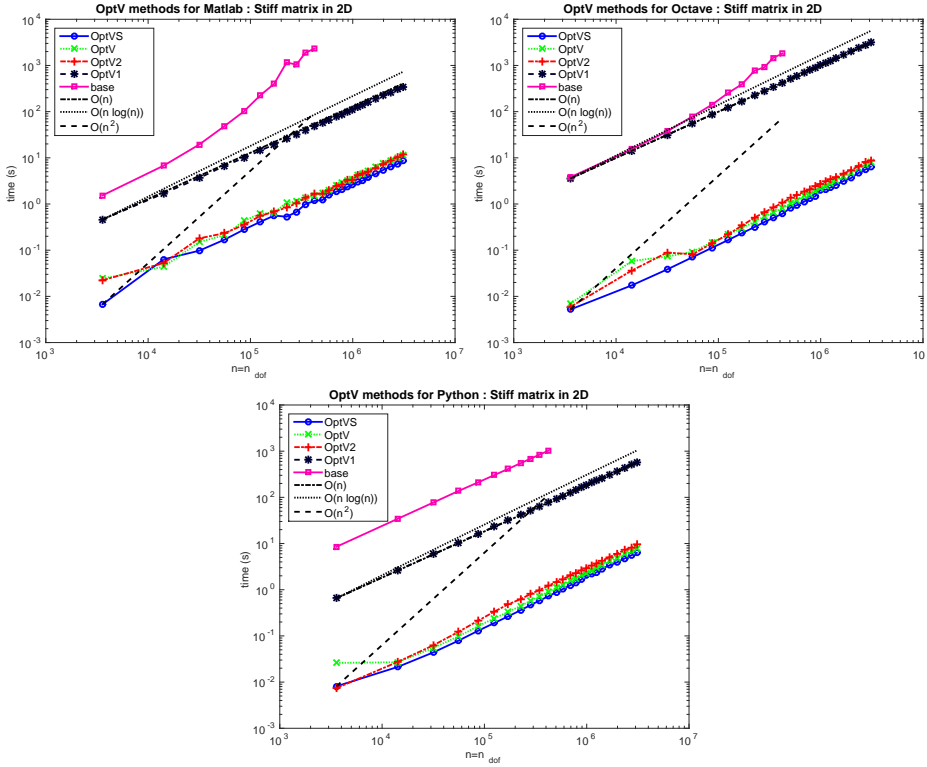 OptV methods for Matlab : Stiff matrix in 2D
10^4
10^3
10^2
10^1
10^0
10^-1
10^-2
10^-3
time (s)
OptVS
OptV
OptV2
OptV1
base
O(n)
O(n log(n))
O(n^2)
10^3
10^4
10^5
10^6
10^7
n=n_dof
OptV methods for Octave : Stiff matrix in 2D
10^4
10^3
10^2
10^1
10^0
10^-1
10^-2
10^-3
time (s)
OptVS
OptV
OptV2
OptV1
base
O(n)
O(n log(n))
O(n^2)
10^3
10^4
10^5
10^6
10
n=n_dof
OptV methods for Python : Stiff matrix in 2D
10^4
10^3
10^2
10^1
10^0
10^-1
10^-2
10^-3
time (s)
OptVS
OptV
OptV2
OptV1
base
O(n)
O(n log(n))
O(n^2)
10^3
10^4
10^5
10^6
10^7
n=n_dof